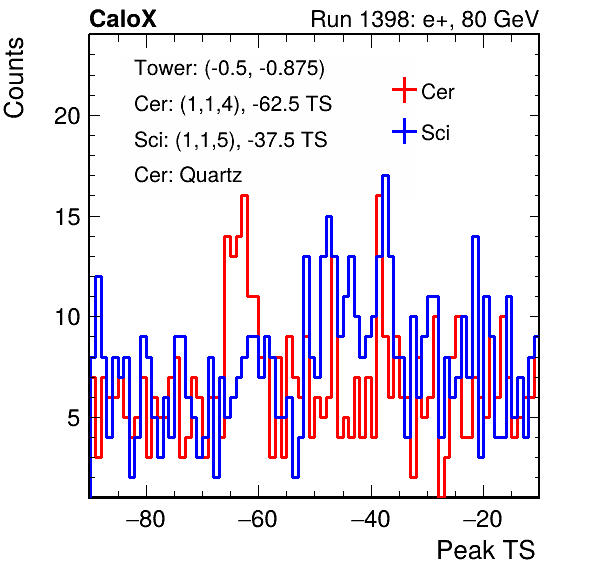 CaloX Run 1398: e+, 80 GeV
Counts
Tower: (-0.5, -0.875)
Cer: (1,1,4), -62.5 TS
Sci: (1,1,5), -37.5 TS
Cer: Quartz
Cer
Sci
20
15
10
5
−80 −60 −40 −20
Peak TS